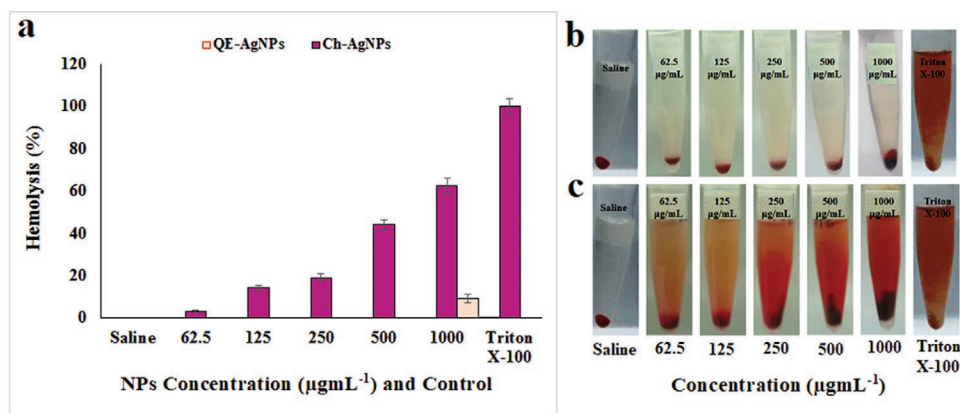 a
QE-AgNPs
Ch-AgNPs
Hemolysis (%)
120
100
80
60
40
20
0
Saline
62.5
125
250
500
1000
Triton
X-100
NPs Concentration (µgmL⁻¹) and Control
b
Saline
62.5
µg/mL
125
µg/mL
250
µg/mL
500
µg/mL
1000
µg/mL
Triton
X-100
c
Saline
62.5
µg/mL
125
µg/mL
250
µg/mL
500
µg/mL
1000
µg/mL
Triton
X-100
Saline
62.5
125
250
500
1000
Triton
X-100
Concentration (µgmL⁻¹)